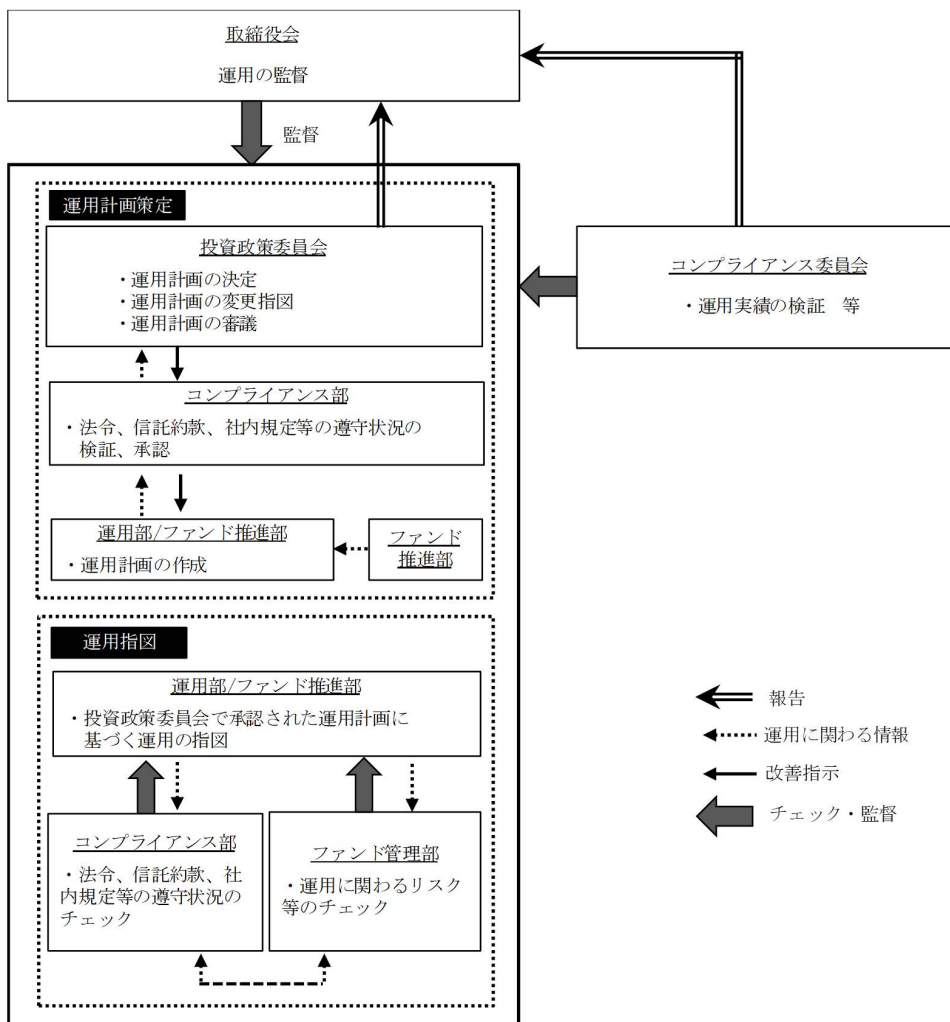 取締役会
運用の監督
監督
運用計画策定
投資政策委員会
・運用計画の決定
・運用計画の変更指図
・運用計画の審議
コンプライアンス委員会
・運用実績の検証　等
コンプライアンス部
・法令、信託約款、社内規定等の遵守状況の
検証、承認
運用部/ファンド推進部
・運用計画の作成
ファンド
推進部
運用指図
運用部/ファンド推進部
・投資政策委員会で承認された運用計画に
基づく運用の指図
コンプライアンス部
・法令、信託約款、社
内規定等の遵守状況の
チェック
ファンド管理部
・運用に関わるリスク
等のチェック
報告
運用に関わる情報
改善指示
チェック・監督